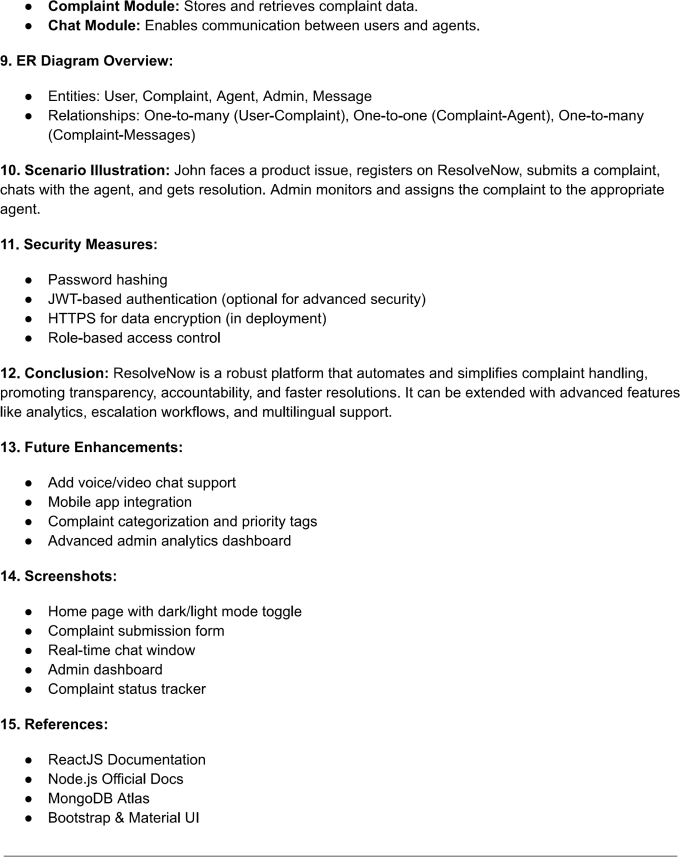 ● Complaint Module: Stores and retrieves complaint data.
● Chat Module: Enables communication between users and agents.
9. ER Diagram Overview:
● Entities: User, Complaint, Agent, Admin, Message
● Relationships: One-to-many (User-Complaint), One-to-one (Complaint-Agent), One-to-many
(Complaint-Messages)
10. Scenario Illustration: John faces a product issue, registers on ResolveNow, submits a complaint,
chats with the agent, and gets resolution. Admin monitors and assigns the complaint to the appropriate
agent.
11. Security Measures:
● Password hashing
● JWT-based authentication (optional for advanced security)
● HTTPS for data encryption (in deployment)
● Role-based access control
12. Conclusion: ResolveNow is a robust platform that automates and simplifies complaint handling,
promoting transparency, accountability, and faster resolutions. It can be extended with advanced features
like analytics, escalation workflows, and multilingual support.
13. Future Enhancements:
● Add voice/video chat support
● Mobile app integration
● Complaint categorization and priority tags
● Advanced admin analytics dashboard
14. Screenshots:
● Home page with dark/light mode toggle
● Complaint submission form
● Real-time chat window
● Admin dashboard
● Complaint status tracker
15. References:
● ReactJS Documentation
● Node.js Official Docs
● MongoDB Atlas
● Bootstrap & Material UI